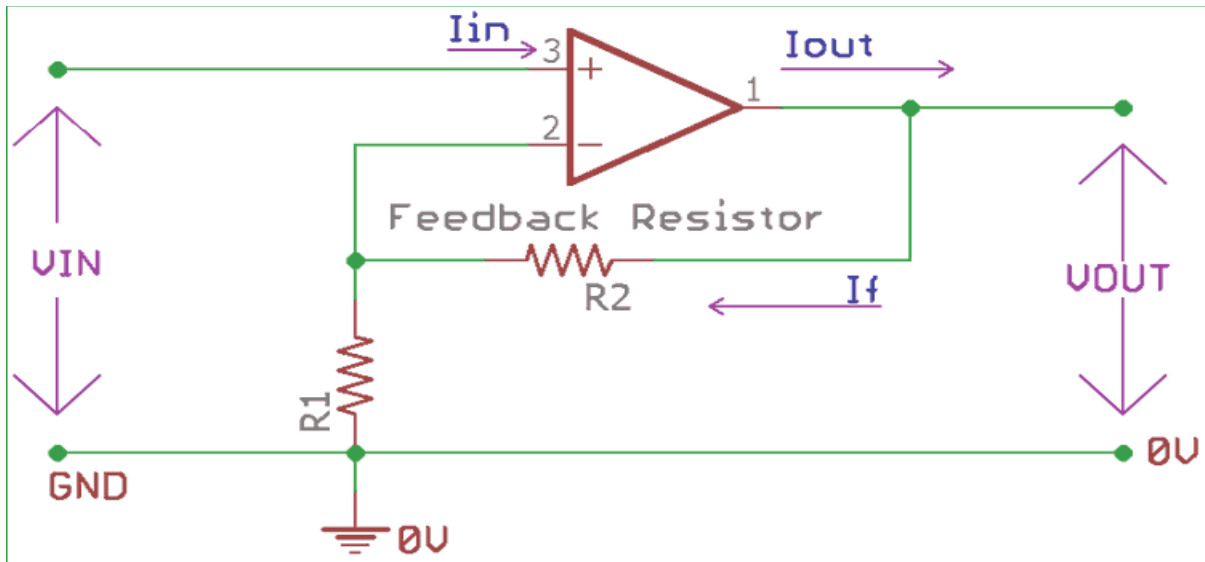 Iin
Iout
3
+
1
2
−
Feedback Resistor
VIN
R2
If
VOUT
R1
GND
0V
0V